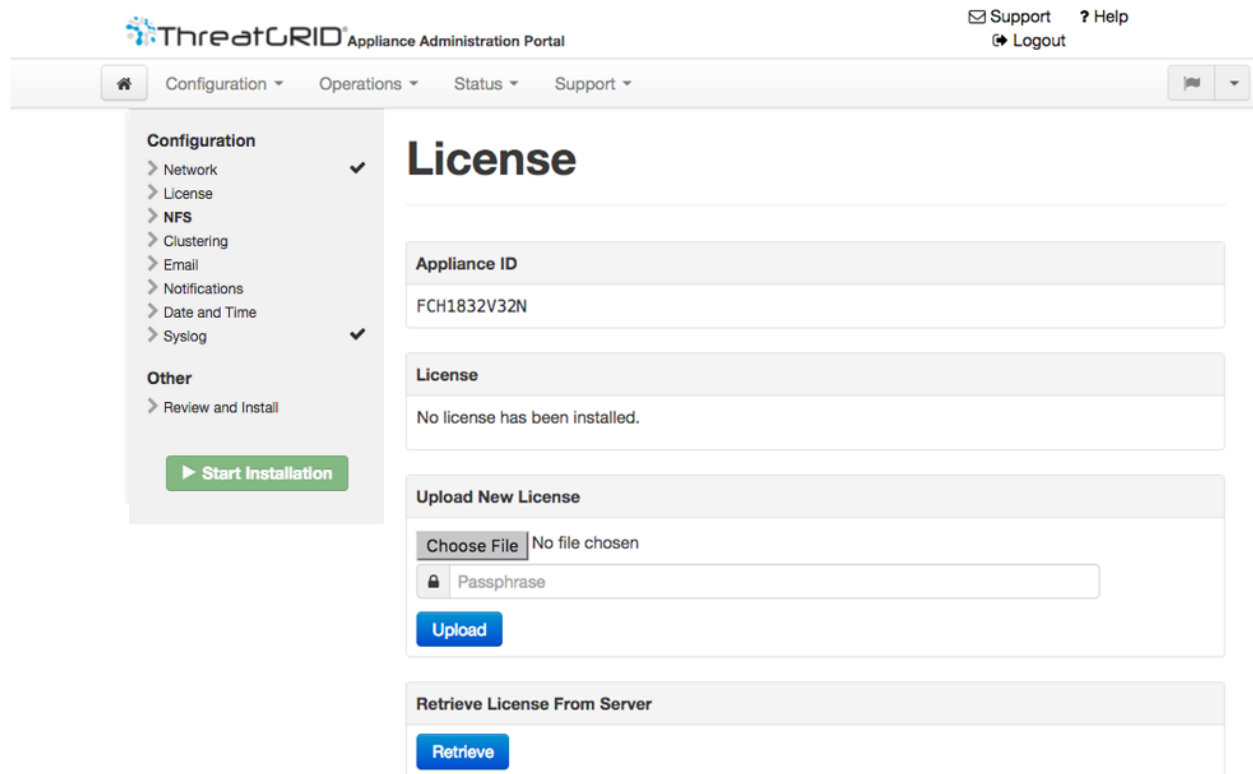 ThreatGRID® Appliance Administration Portal
Support ? Help
Logout
Configuration Operations Status Support
Configuration
Network
License
NFS
Clustering
Email
Notifications
Date and Time
Syslog
Other
Review and Install
Start Installation
License
Appliance ID
FCH1832V32N
License
No license has been installed.
Upload New License
Choose File No file chosen
Passphrase
Upload
Retrieve License From Server
Retrieve